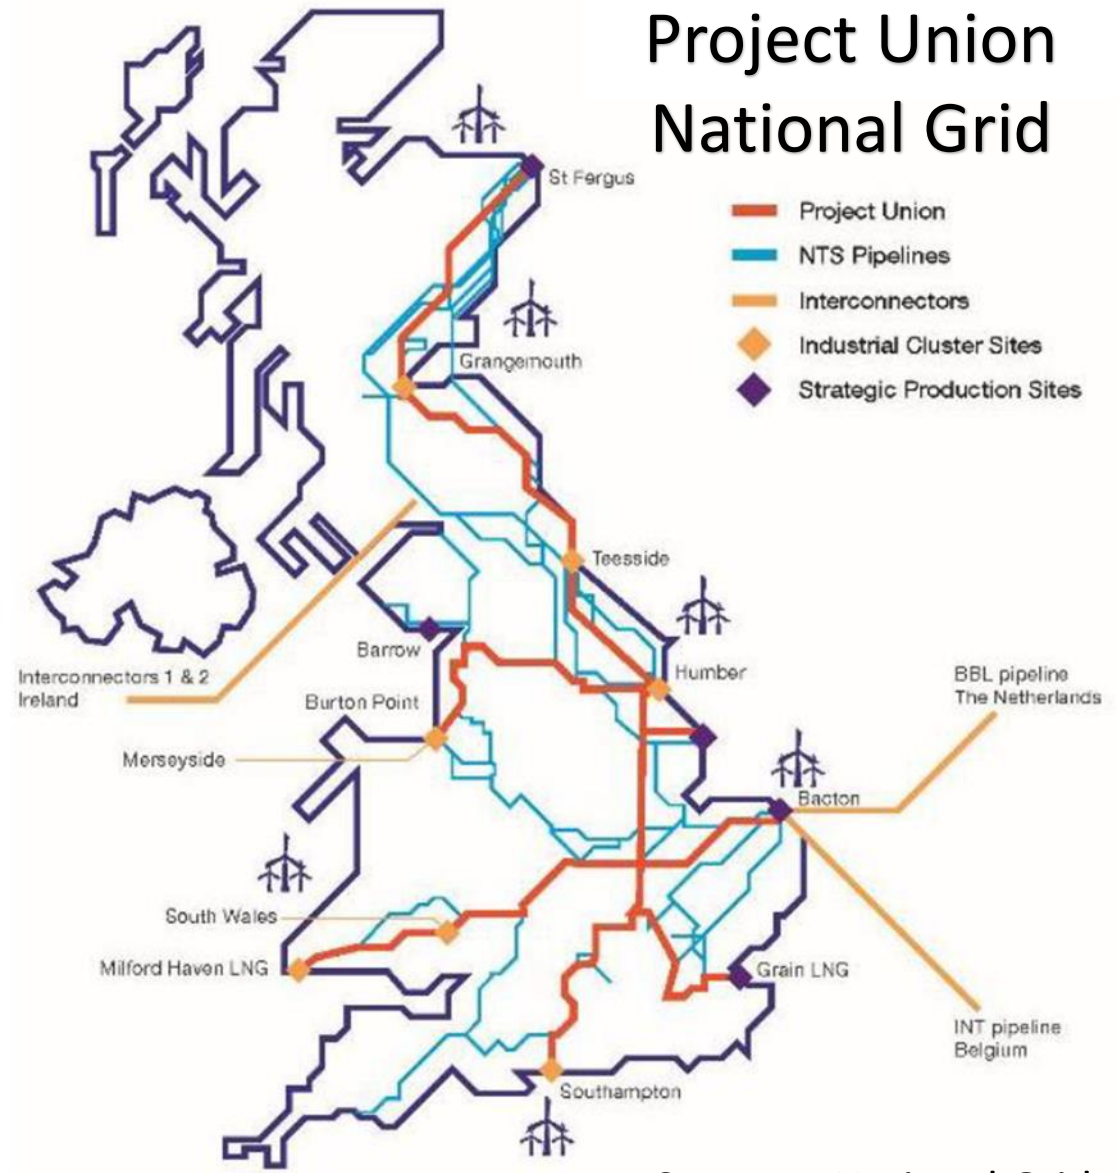 Project Union
National Grid
St Fergus
Project Union
NTS Pipelines
Interconnectors
Industrial Cluster Sites
Strategic Production Sites
Grangemouth
Teesside
Barrow
Humber
Interconnectors 1 & 2
Ireland
BBL pipeline
The Netherlands
Burton Point
Merseyside
Bacton
South Wales
Milford Haven LNG
Grain LNG
INT pipeline
Belgium
Southampton